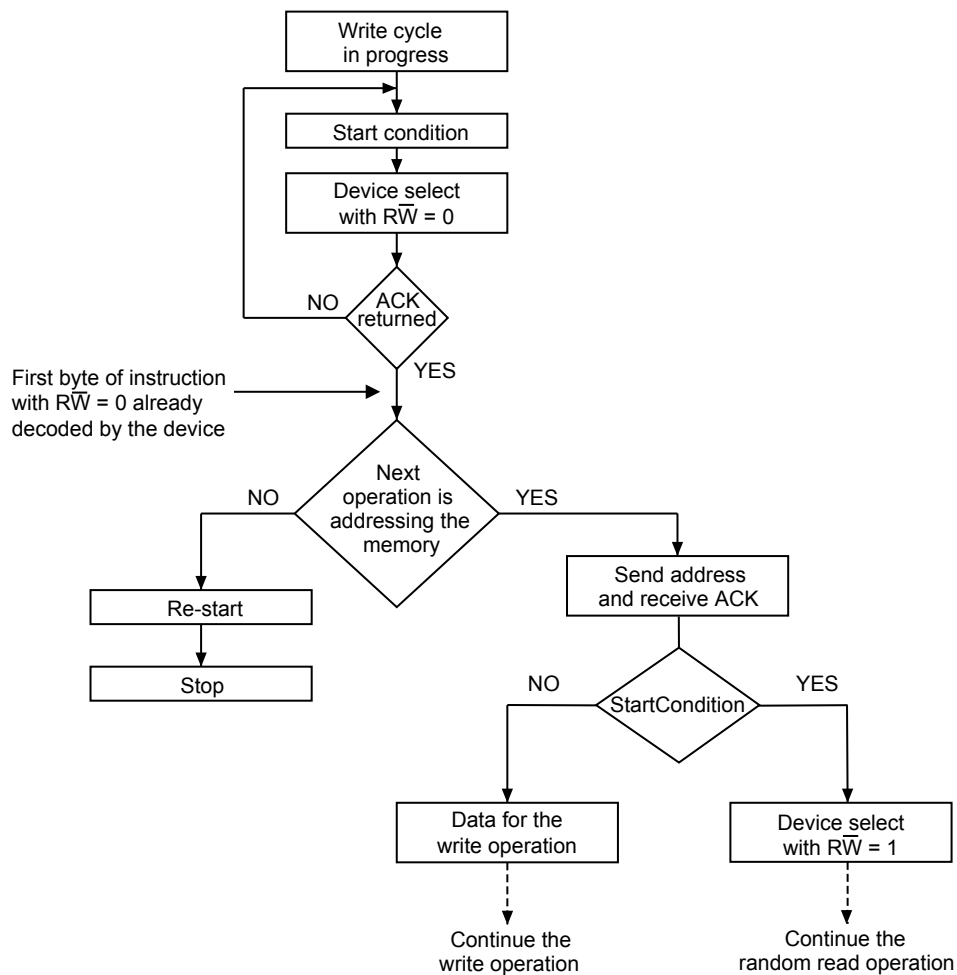 Write cycle
in progress
Start condition
Device select
with RW̅ = 0
NO
ACK
returned
YES
First byte of instruction
with RW̅ = 0 already
decoded by the device
NO
Next
operation is
addressing the
memory
YES
Re-start
Stop
Send address
and receive ACK
NO
StartCondition
YES
Data for the
write operation
Device select
with RW̅ = 1
Continue the
write operation
Continue the
random read operation